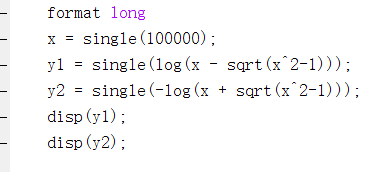 format long
x = single(100000);
y1 = single(log(x - sqrt(x^2-1)));
y2 = single(-log(x + sqrt(x^2-1)));
disp(y1);
disp(y2);